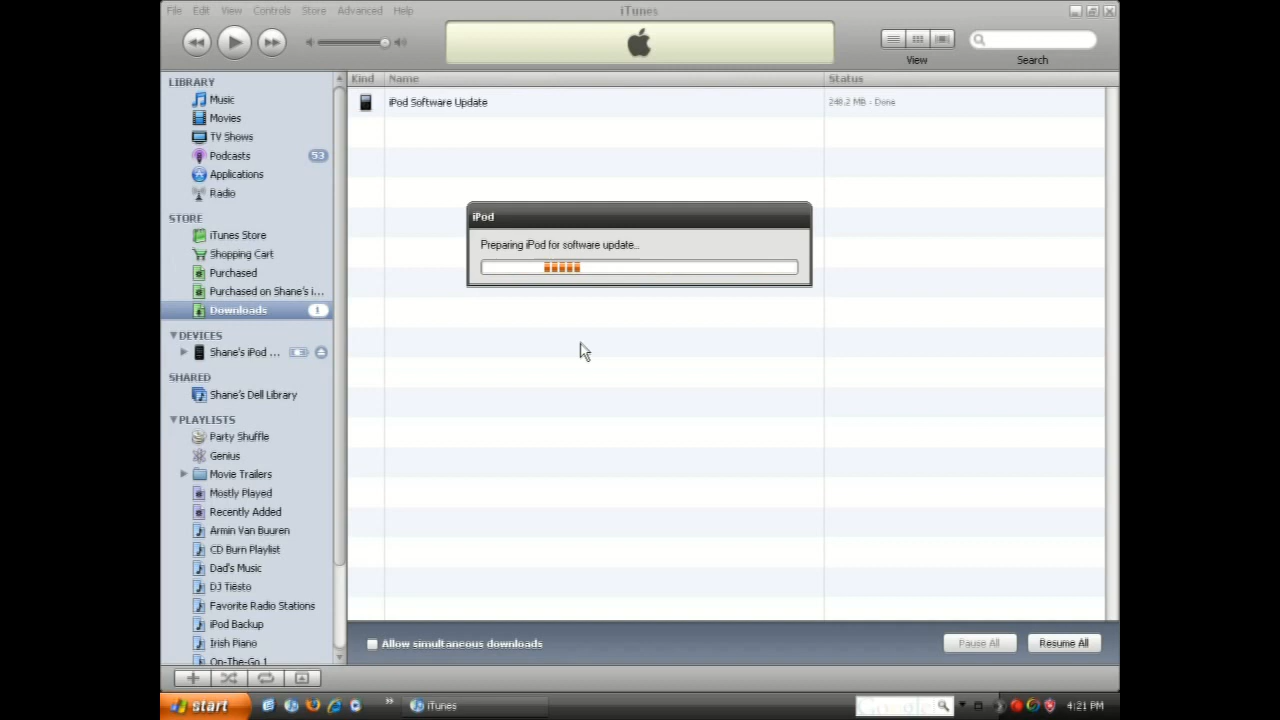 File Edit View Controls Store Advanced Help
iTunes
View
Search
LIBRARY
Music
Movies
TV Shows
Podcasts 53
Applications
Radio
STORE
iTunes Store
Shopping Cart
Purchased
Purchased on Shane's i...
Downloads 1
DEVICES
Shane's iPod ...
SHARED
Shane's Dell Library
PLAYLISTS
Party Shuffle
Genius
Movie Trailers
Mostly Played
Recently Added
Armin Van Buuren
CD Burn Playlist
Dad's Music
DJ Tiësto
Favorite Radio Stations
iPod Backup
Irish Piano
On-The-Go 1
Kind Name Status
iPod Software Update 248.2 MB - Done
iPod
Preparing iPod for software update...
Allow simultaneous downloads
Pause All Resume All
start
iTunes
Google
4:21 PM